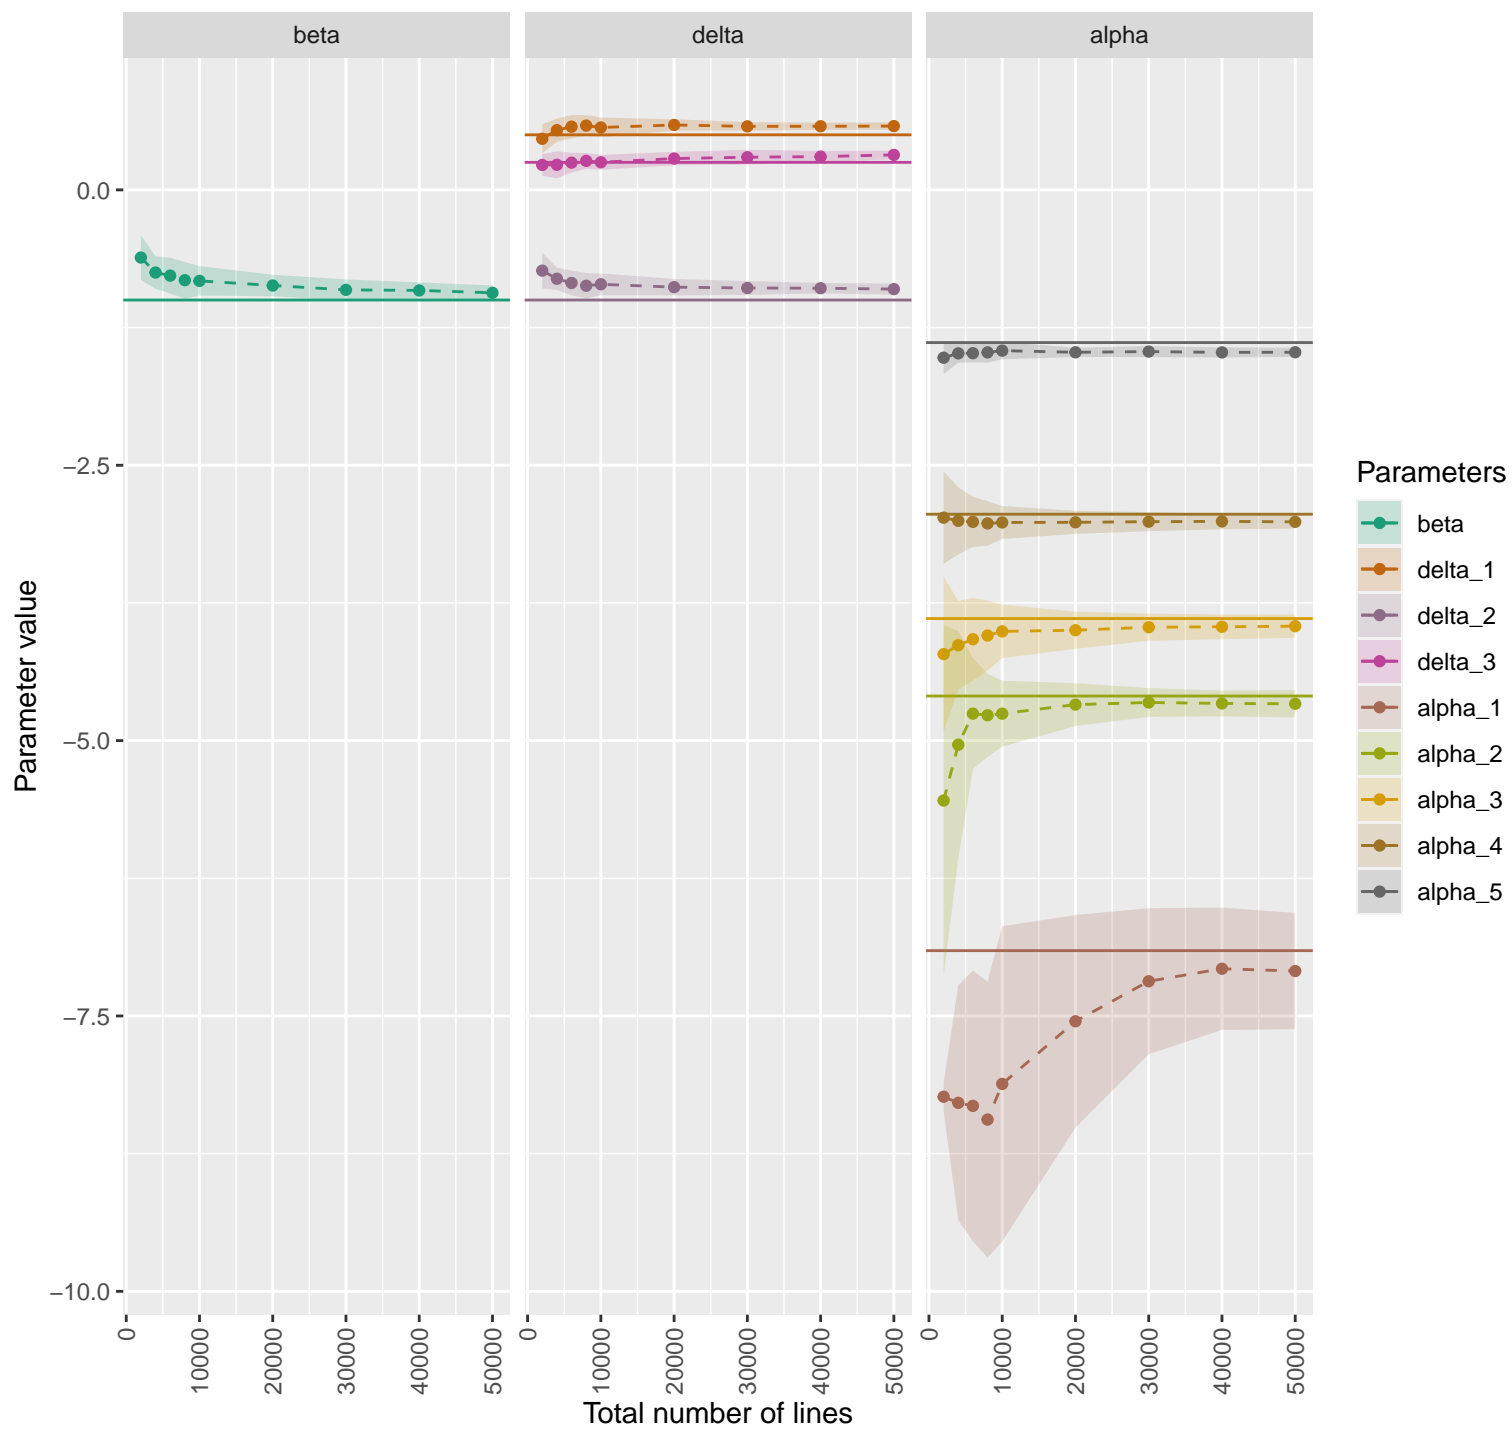 beta
delta
alpha
Parameter value
0.0
−2.5
−5.0
−7.5
−10.0
0
10000
20000
30000
40000
50000
0
10000
20000
30000
40000
50000
0
10000
20000
30000
40000
50000
Total number of lines
Parameters
beta
delta_1
delta_2
delta_3
alpha_1
alpha_2
alpha_3
alpha_4
alpha_5